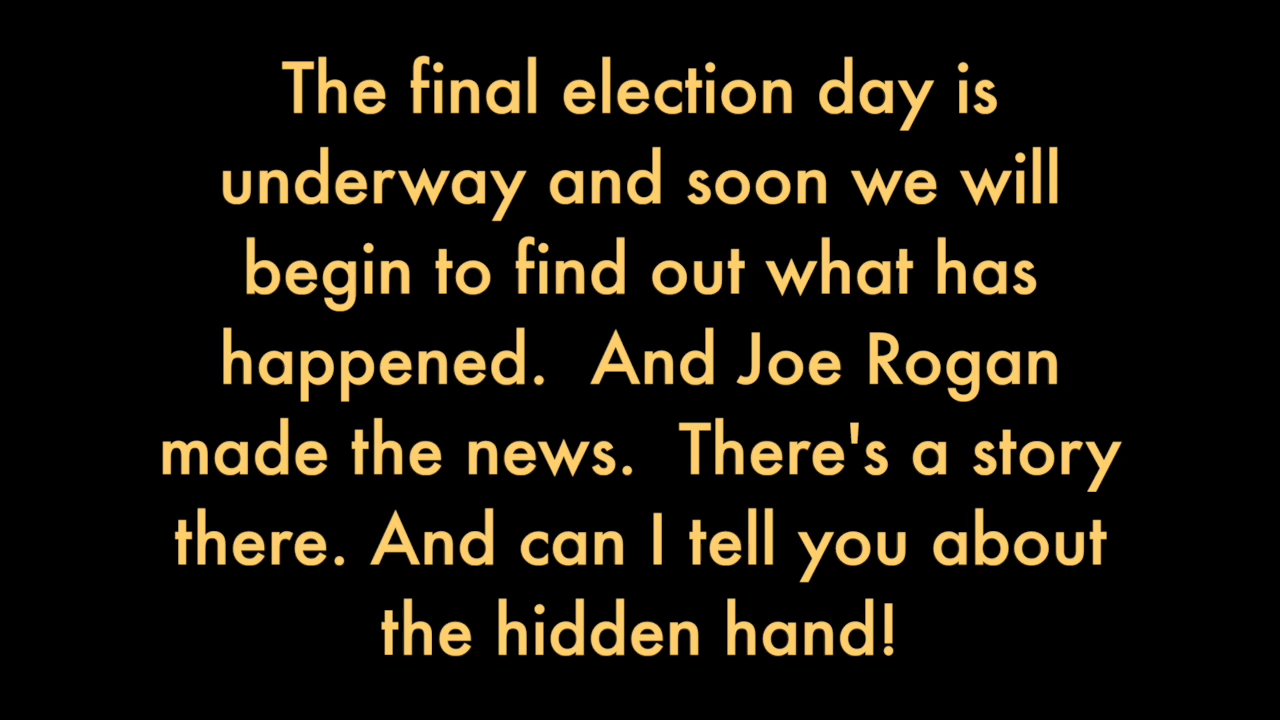 The final election day is
underway and soon we will
begin to find out what has
happened.  And Joe Rogan
made the news.  There's a story
there. And can I tell you about
the hidden hand!